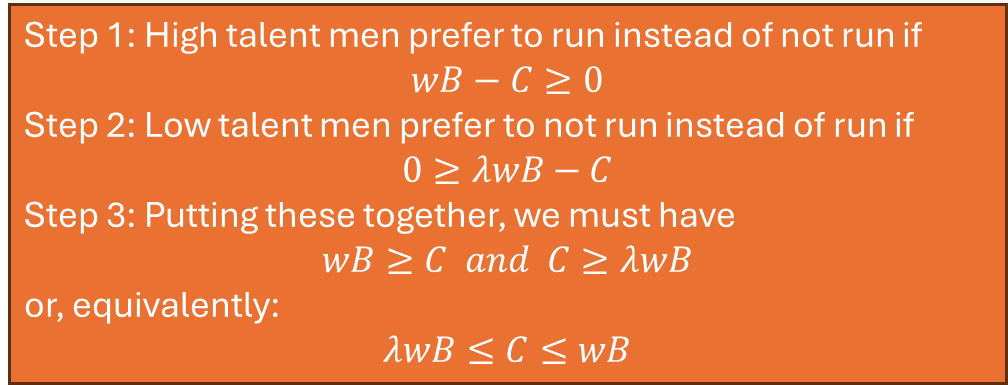 Step 1: High talent men prefer to run instead of not run if
wB − C ≥ 0
Step 2: Low talent men prefer to not run instead of run if
0 ≥ λwB − C
Step 3: Putting these together, we must have
wB ≥ C and C ≥ λwB
or, equivalently:
λwB ≤ C ≤ wB